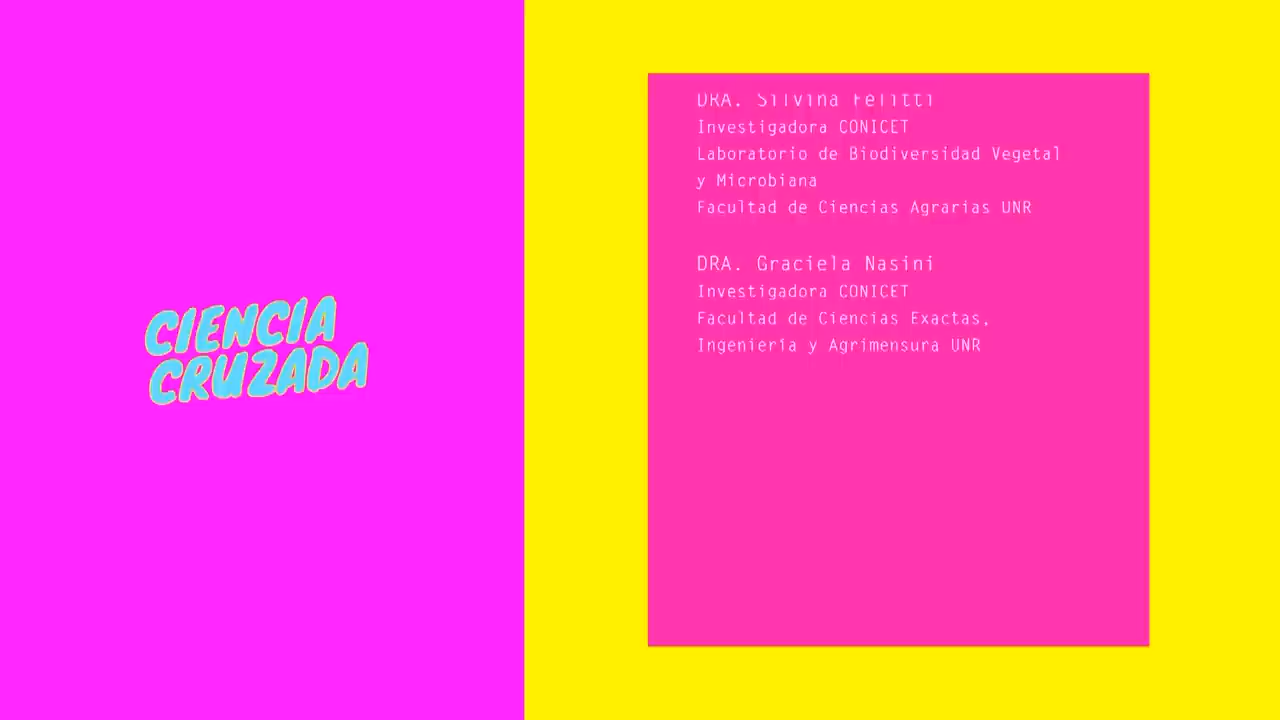 CIENCIA
CRUZADA
DRA. Silvina Felitti
Investigadora CONICET
Laboratorio de Biodiversidad Vegetal
y Microbiana
Facultad de Ciencias Agrarias UNR
DRA. Graciela Nasini
Investigadora CONICET
Facultad de Ciencias Exactas,
Ingeniería y Agrimensura UNR